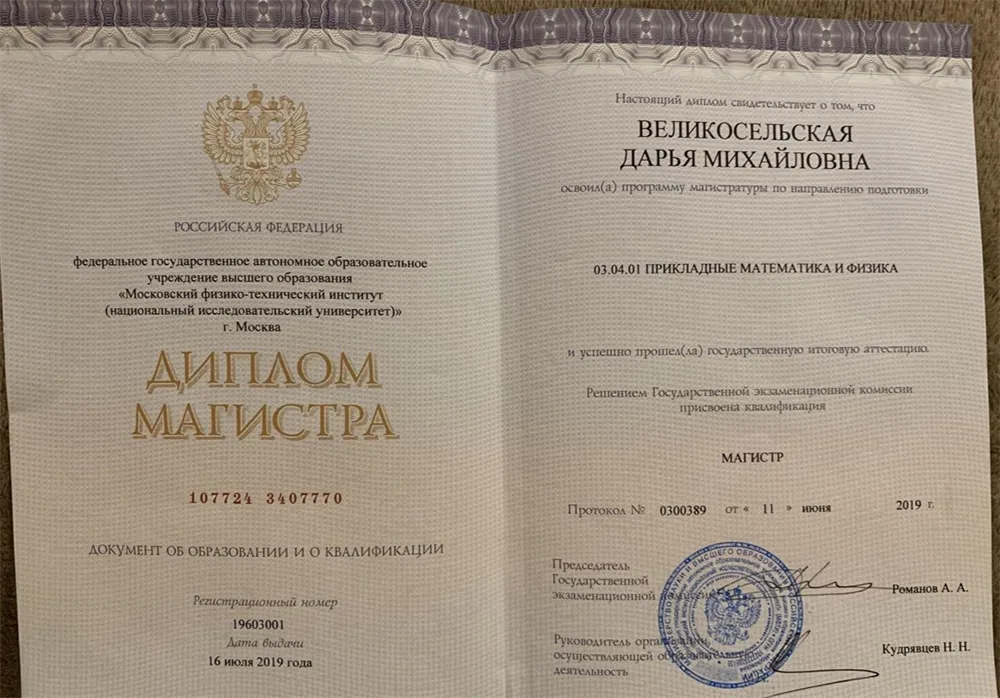 РОССИЙСКАЯ ФЕДЕРАЦИЯ
федеральное государственное автономное образовательное
учреждение высшего образования
«Московский физико-технический институт
(национальный исследовательский университет)»
г. Москва
ДИПЛОМ
МАГИСТРА
107724 3407770
ДОКУМЕНТ ОБ ОБРАЗОВАНИИ И О КВАЛИФИКАЦИИ
Регистрационный номер
19603001
Дата выдачи
16 июля 2019 года
Настоящий диплом свидетельствует о том, что
ВЕЛИКОСЕЛЬСКАЯ
ДАРЬЯ МИХАЙЛОВНА
освоил(а) программу магистратуры по направлению подготовки
03.04.01 ПРИКЛАДНЫЕ МАТЕМАТИКА И ФИЗИКА
и успешно прошел(ла) государственную итоговую аттестацию.
Решением Государственной экзаменационной комиссии
присвоена квалификация
МАГИСТР
Протокол № 0300389 от « 11 » июня 2019 г.
Председатель
Государственной
экзаменационной комиссии
Романов А. А.
Руководитель организации,
осуществляющей образовательную
деятельность
Кудрявцев Н. Н.